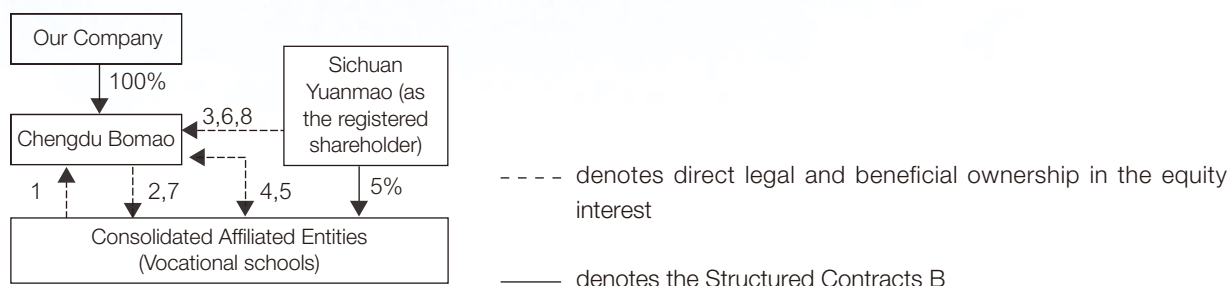 Our Company
100%
Sichuan
Yuanmao (as
the registered
shareholder)
3,6,8
Chengdu Bomao
1
2,7
4,5
5%
Consolidated Affiliated Entities
(Vocational schools)
denotes direct legal and beneficial ownership in the equity
interest
denotes the Structured Contracts B